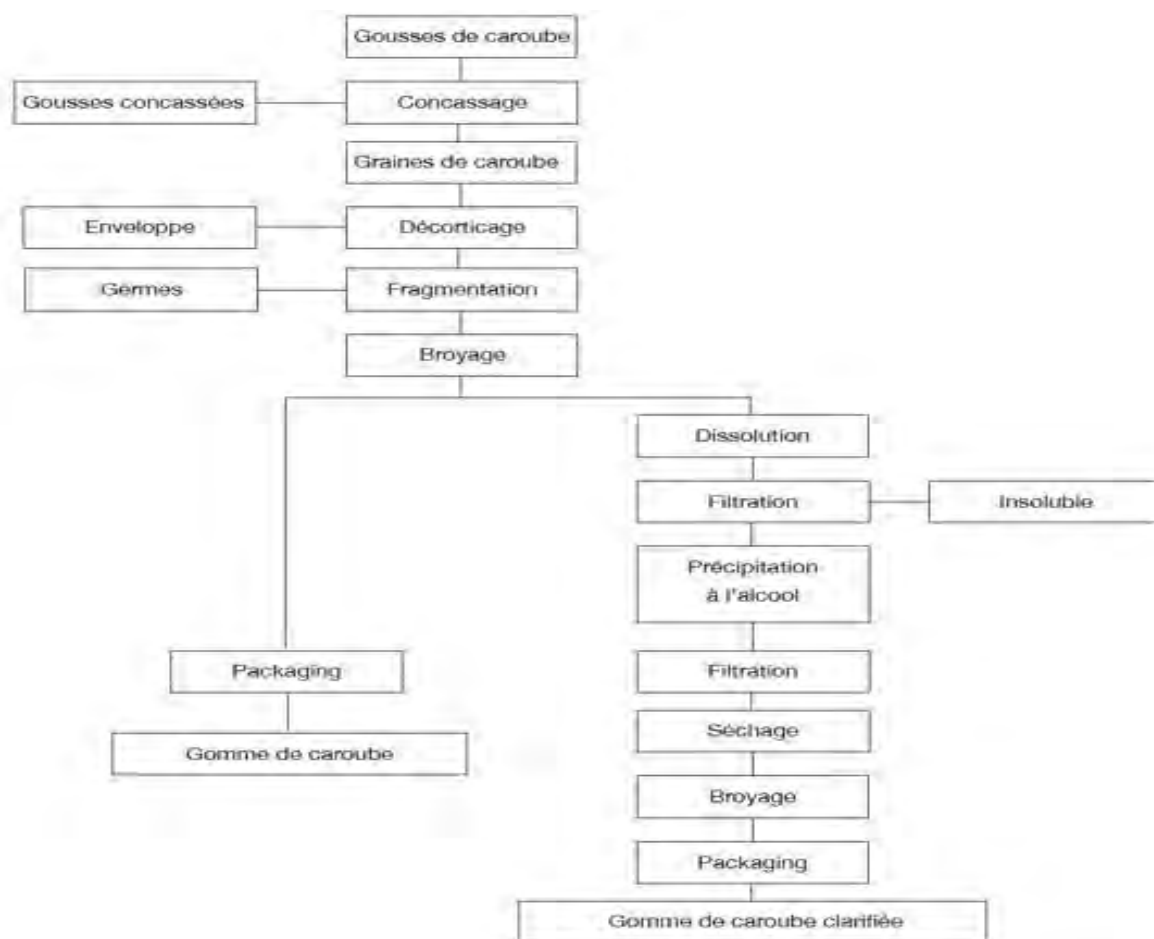 Gousses de caroube
Gousses concassées
Concassage
Graines de caroube
Enveloppe
Décorticage
Germes
Fragmentation
Broyage
Dissolution
Filtration
Insoluble
Précipitation
à l'alcool
Packaging
Filtration
Gomme de caroube
Séchage
Broyage
Packaging
Gomme de caroube clarifiée